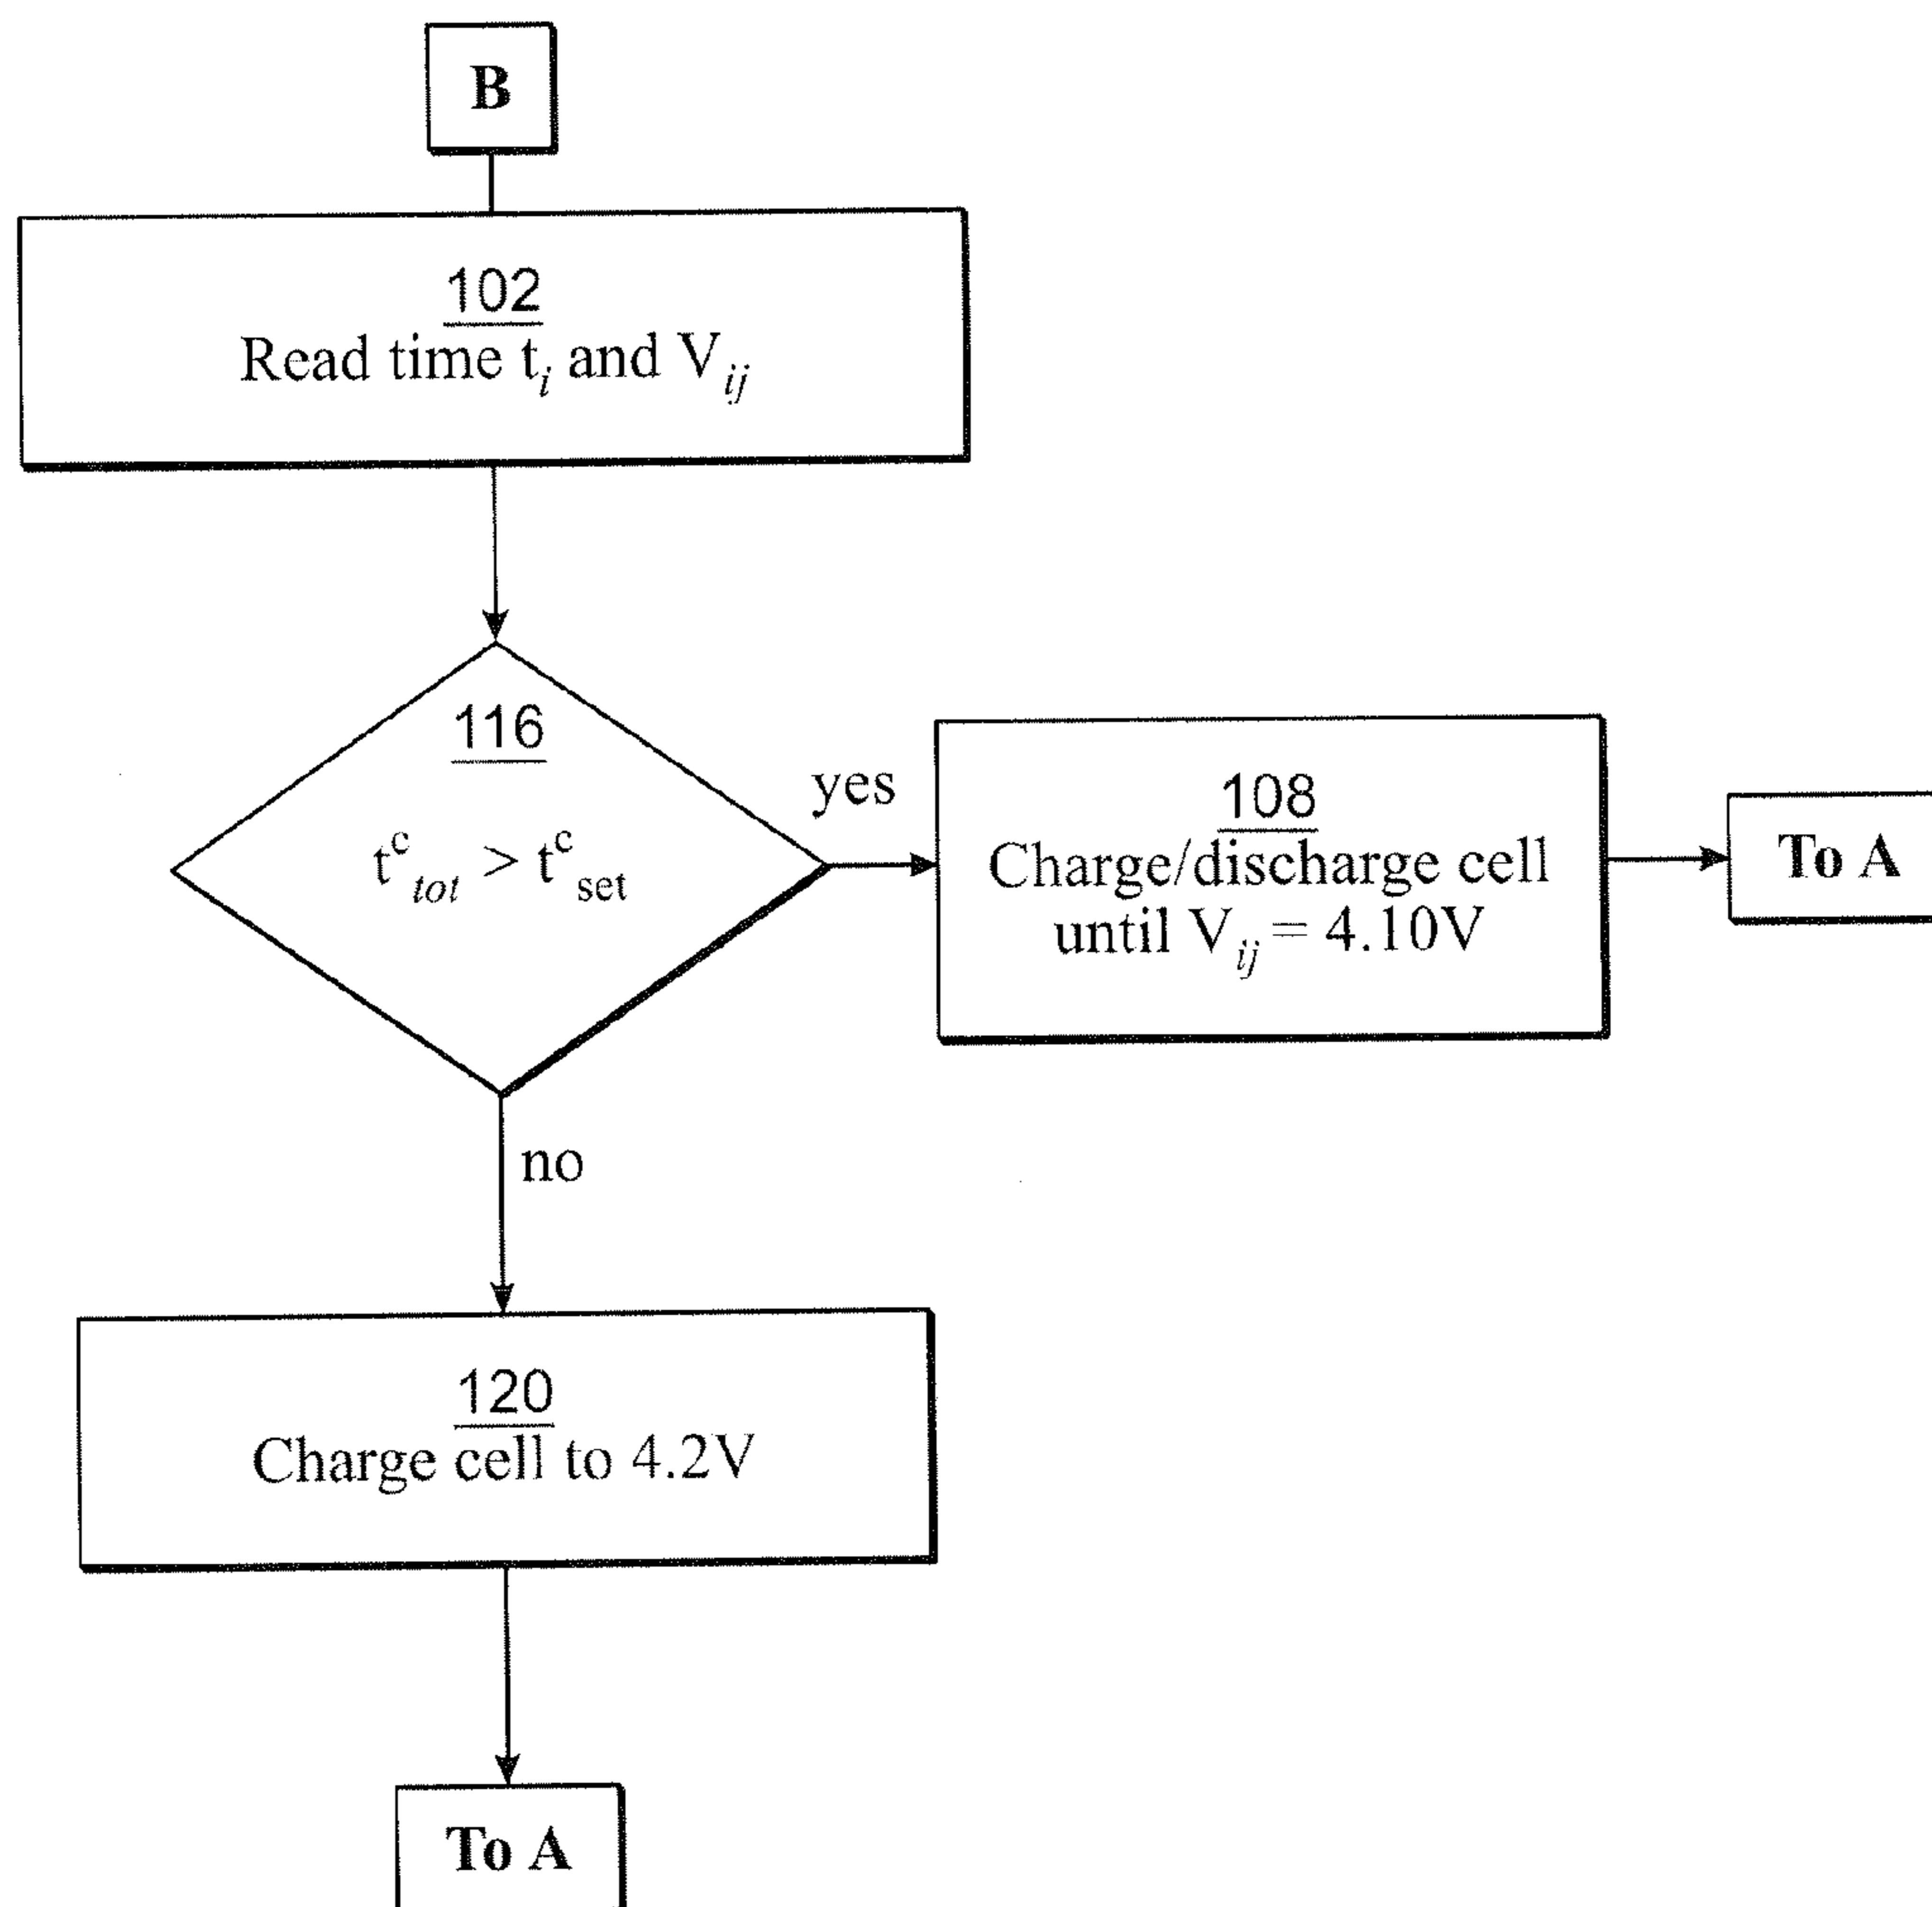 B
102
Read time t_i and V_ij
116
t^c_tot > t^c_set
yes
108
Charge/discharge cell
until V_ij = 4.10V
To A
no
120
Charge cell to 4.2V
To A